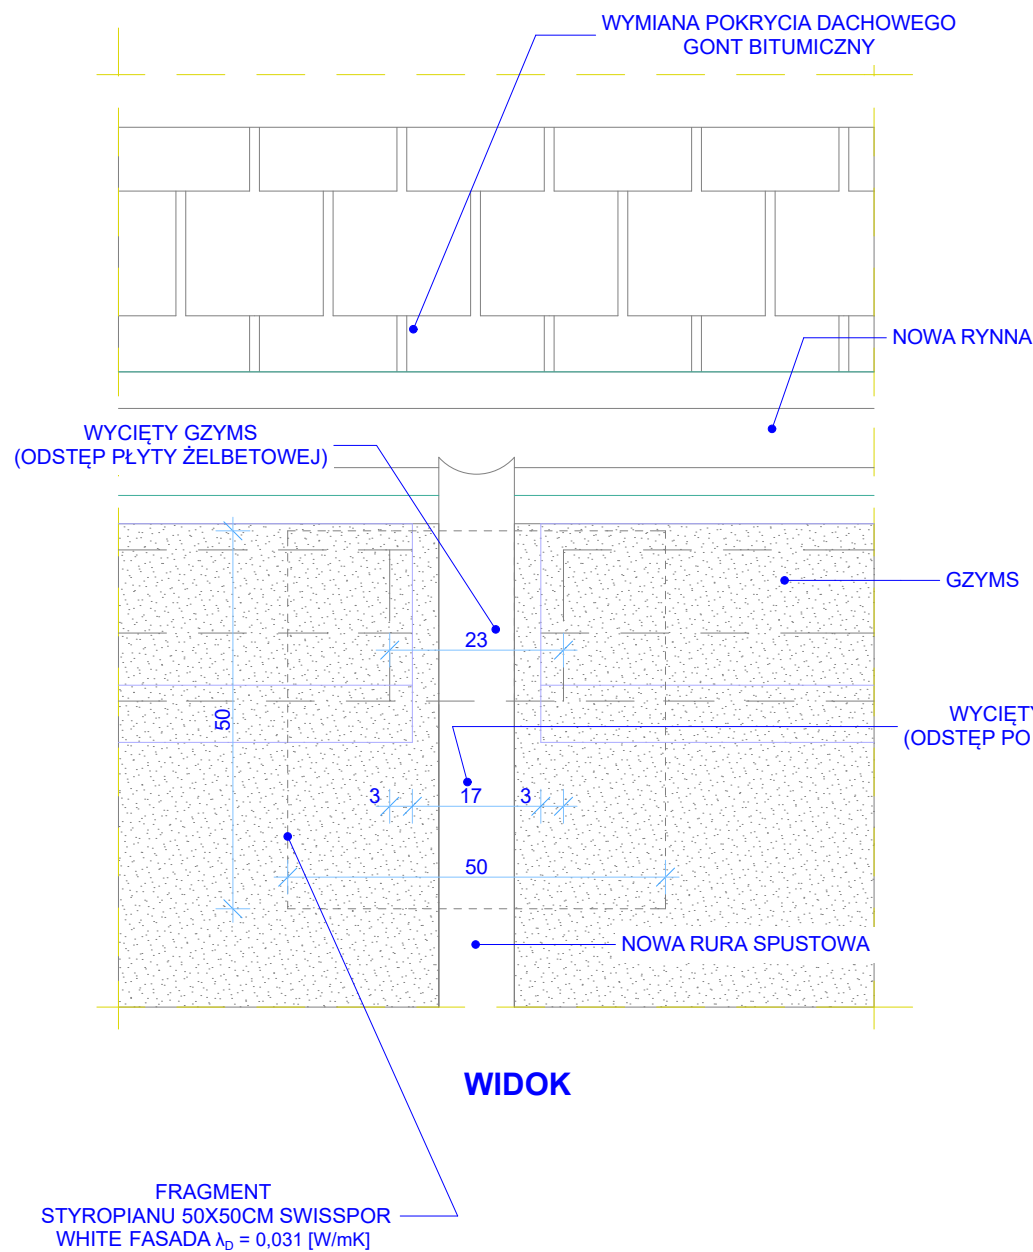 WYMIANA POKRYCIA DACHOWEGO
GONT BITUMICZNY
NOWA RYNNA
WYCIĘTY GZYMS
(ODSTĘP PŁYTY ŻELBETOWEJ)
GZYMS
23
50
WYCIĘT
(ODSTĘP PO
3
17
3
50
NOWA RURA SPUSTOWA
WIDOK
FRAGMENT
STYROPIANU 50X50CM SWISSPOR
WHITE FASADA λD = 0,031 [W/mK]